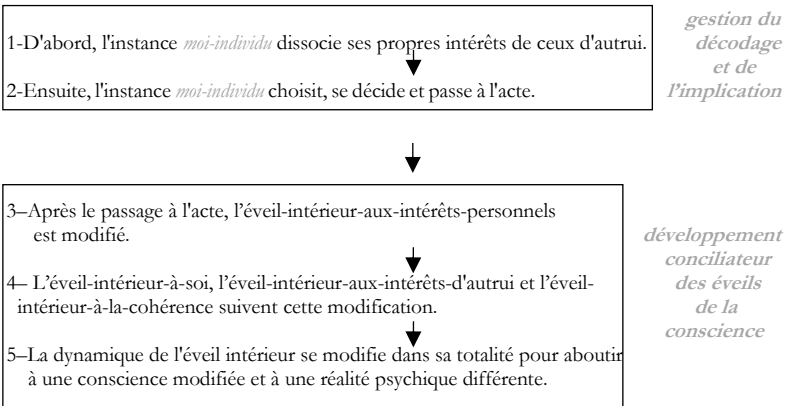 1-D'abord, l'instance moi-individu dissocie ses propres intérêts de ceux d'autrui.
2-Ensuite, l'instance moi-individu choisit, se décide et passe à l'acte.
gestion du
décodage
et de
l'implication
3–Après le passage à l'acte, l’éveil-intérieur-aux-intérêts-personnels
est modifié.
4– L’éveil-intérieur-à-soi, l’éveil-intérieur-aux-intérêts-d'autrui et l’éveil-
intérieur-à-la-cohérence suivent cette modification.
5–La dynamique de l'éveil intérieur se modifie dans sa totalité pour aboutir
à une conscience modifiée et à une réalité psychique différente.
développement
conciliateur
des éveils
de la
conscience